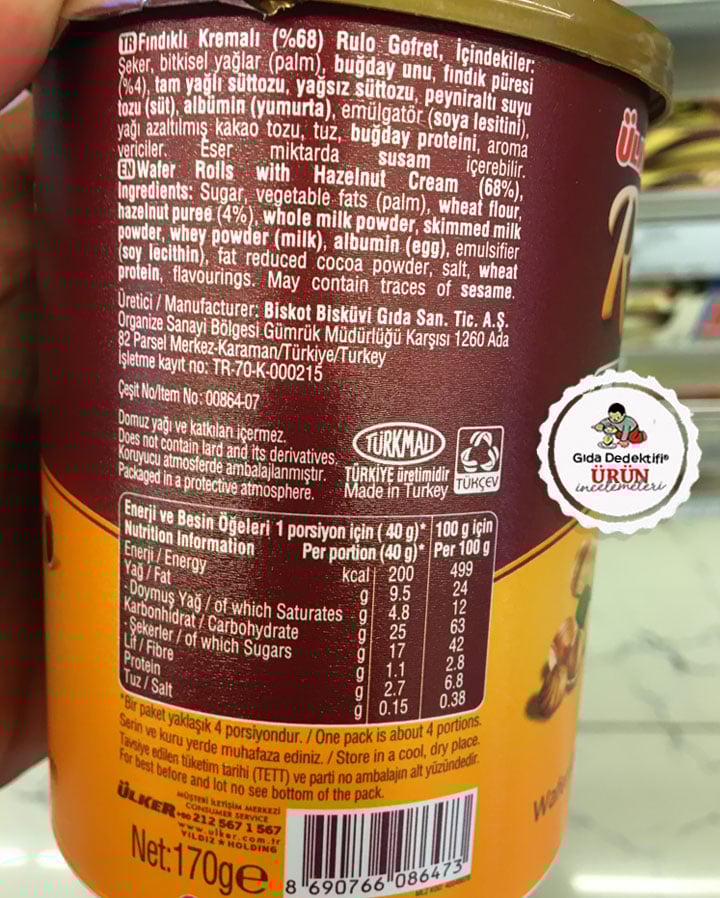 TR Fındıklı Kremalı (%68) Rulo Gofret, İçindekiler:
Şeker, bitkisel yağlar (palm), buğday unu, fındık püresi
(%4), tam yağlı süttozu, yağsız süttozu, peyniraltı suyu
tozu (süt), albümin (yumurta), emülgatör (soya lesitini),
yağı azaltılmış kakao tozu, tuz, buğday proteini, aroma
vericiler. Eser miktarda susam içerebilir.
EN Wafer Rolls with Hazelnut Cream (68%),
Ingredients: Sugar, vegetable fats (palm), wheat flour,
hazelnut puree (4%), whole milk powder, skimmed milk
powder, whey powder (milk), albumin (egg), emulsifier
(soy lecithin), fat reduced cocoa powder, salt, wheat
protein, flavourings. May contain traces of sesame.
Üretici / Manufacturer: Biskot Bisküvi Gıda San. Tic. A.Ş.
Organize Sanayi Bölgesi Gümrük Müdürlüğü Karşısı 1260 Ada
82 Parsel Merkez-Karaman/Türkiye/Turkey
İşletme kayıt no: TR-70-K-000215
Çeşit No/Item No: 00864-07
Domuz yağı ve katkıları içermez.
Does not contain lard and its derivatives.
Koruyucu atmosferde ambalajlanmıştır.
Packaged in a protective atmosphere.
TÜRKMALI
TÜRKİYE üretimidir
Made in Turkey
TÜKÇEV
Enerji ve Besin Öğeleri 1 porsiyon için ( 40 g)* 100 g için
Nutrition Information Per portion (40 g)* Per 100 g
Enerji / Energy kcal 200 499
Yağ / Fat g 9.5 24
- Doymuş Yağ / of which Saturates g 4.8 12
Karbonhidrat / Carbohydrate g 25 63
- Şekerler / of which Sugars g 17 42
Lif / Fibre g 1.1 2.8
Protein g 2.7 6.8
Tuz / Salt g 0.15 0.38
*Bir paket yaklaşık 4 porsiyondur. / One pack is about 4 portions.
Serin ve kuru yerde muhafaza ediniz. / Store in a cool, dry place.
Tavsiye edilen tüketim tarihi (TETT) ve parti no ambalajın alt yüzündedir.
For best before and lot no see bottom of the pack.
ÜLKER
MÜŞTERİ İLETİŞİM MERKEZİ
CONSUMER SERVICE
+90 212 567 1 567
www.ulker.com.tr
YILDIZ HOLDING
Net:170g e
8 690766 086473
Gıda Dedektifi®
ÜRÜN
incelemeleri